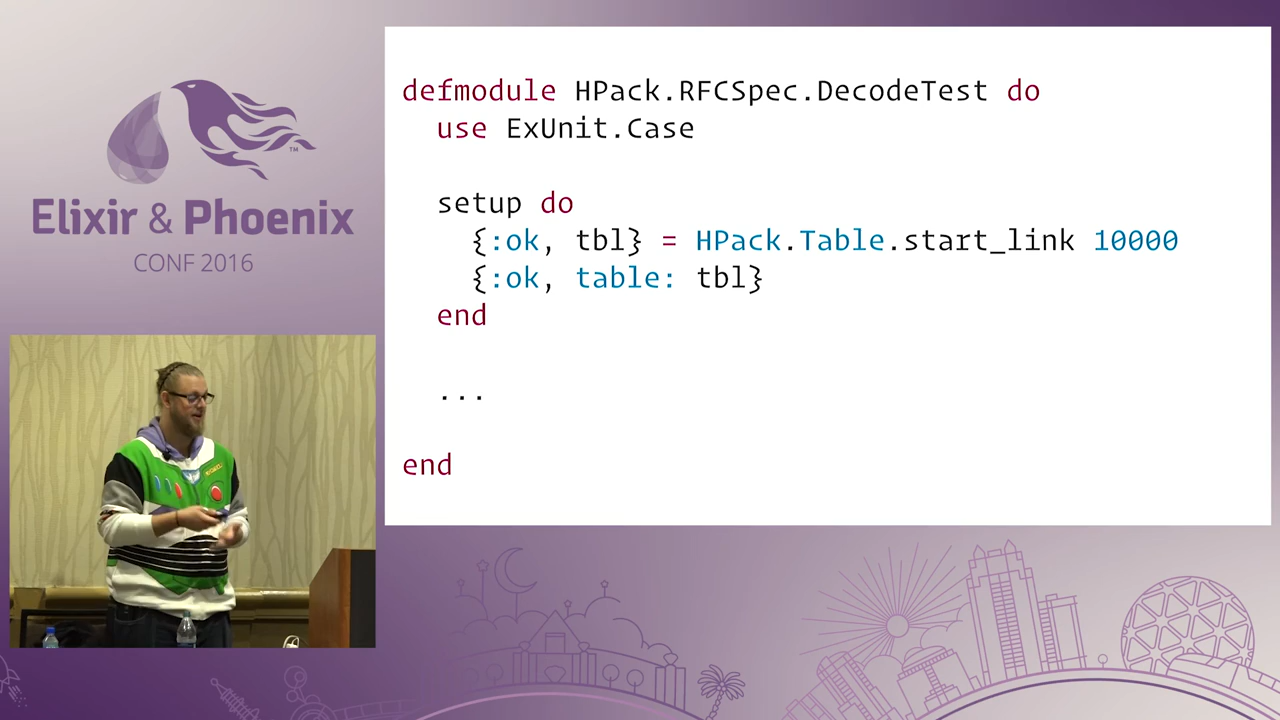 Elixir & Phoenix
TM
CONF 2016
defmodule HPack.RFCSpec.DecodeTest do
  use ExUnit.Case
  setup do
    {:ok, tbl} = HPack.Table.start_link 10000
    {:ok, table: tbl}
  end
  ...
end